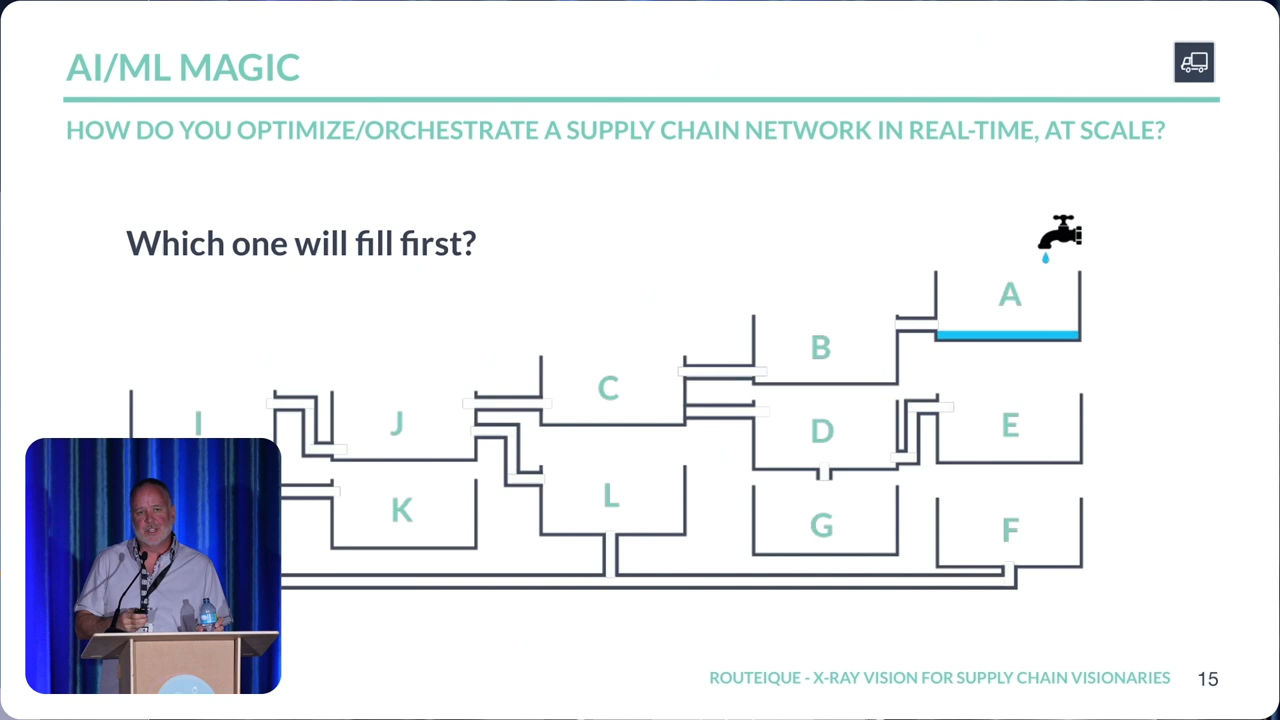 AI/ML MAGIC
HOW DO YOU OPTIMIZE/ORCHESTRATE A SUPPLY CHAIN NETWORK IN REAL-TIME, AT SCALE?
Which one will fill first?
A
B
C
D
E
I
J
K
L
G
F
ROUTEIQUE - X-RAY VISION FOR SUPPLY CHAIN VISIONARIES 15